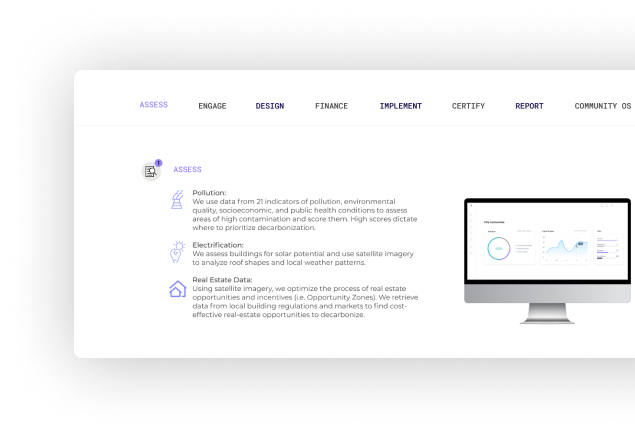 ASSESS ENGAGE DESIGN FINANCE IMPLEMENT CERTIFY REPORT COMMUNITY OS
1
ASSESS
Pollution:
We use data from 21 indicators of pollution, environmental
quality, socioeconomic, and public health conditions to assess
areas of high contamination and score them. High scores dictate
where to prioritize decarbonization.
Electrification:
We assess buildings for solar potential and use satellite imagery
to analyze roof shapes and local weather patterns.
Real Estate Data:
Using satellite imagery, we optimize the process of real estate
opportunities and incentives (i.e. Opportunity Zones). We retrieve
data from local building regulations and markets to find cost-
effective real-estate opportunities to decarbonize.